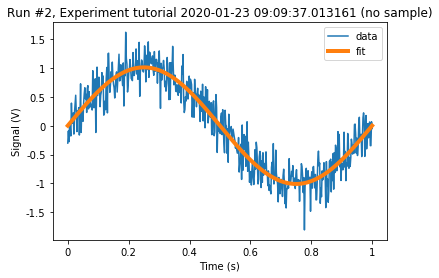 Run #2, Experiment tutorial 2020-01-23 09:09:37.013161 (no sample)
data
fit
1.5
1
0.5
0
-0.5
-1
-1.5
Signal (V)
0
0.2
0.4
0.6
0.8
1
Time (s)